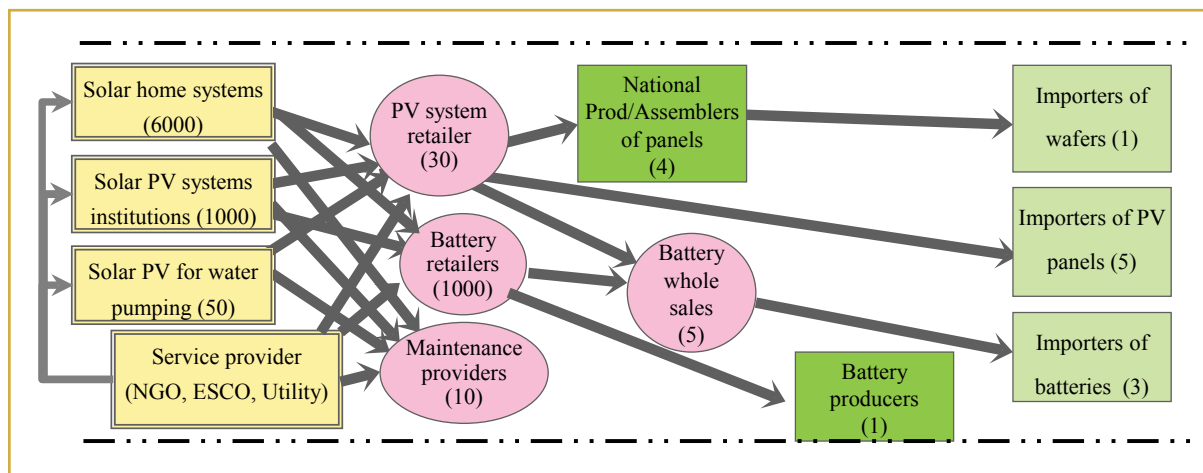 Solar home systems
(6000)
Solar PV systems
institutions (1000)
Solar PV for water
pumping (50)
Service provider
(NGO, ESCO, Utility)
PV system
retailer
(30)
Battery
retailers
(1000)
Maintenance
providers
(10)
National
Prod/Assemblers
of panels
(4)
Battery
whole
sales
(5)
Battery
producers
(1)
Importers of
wafers (1)
Importers of PV
panels (5)
Importers of
batteries (3)